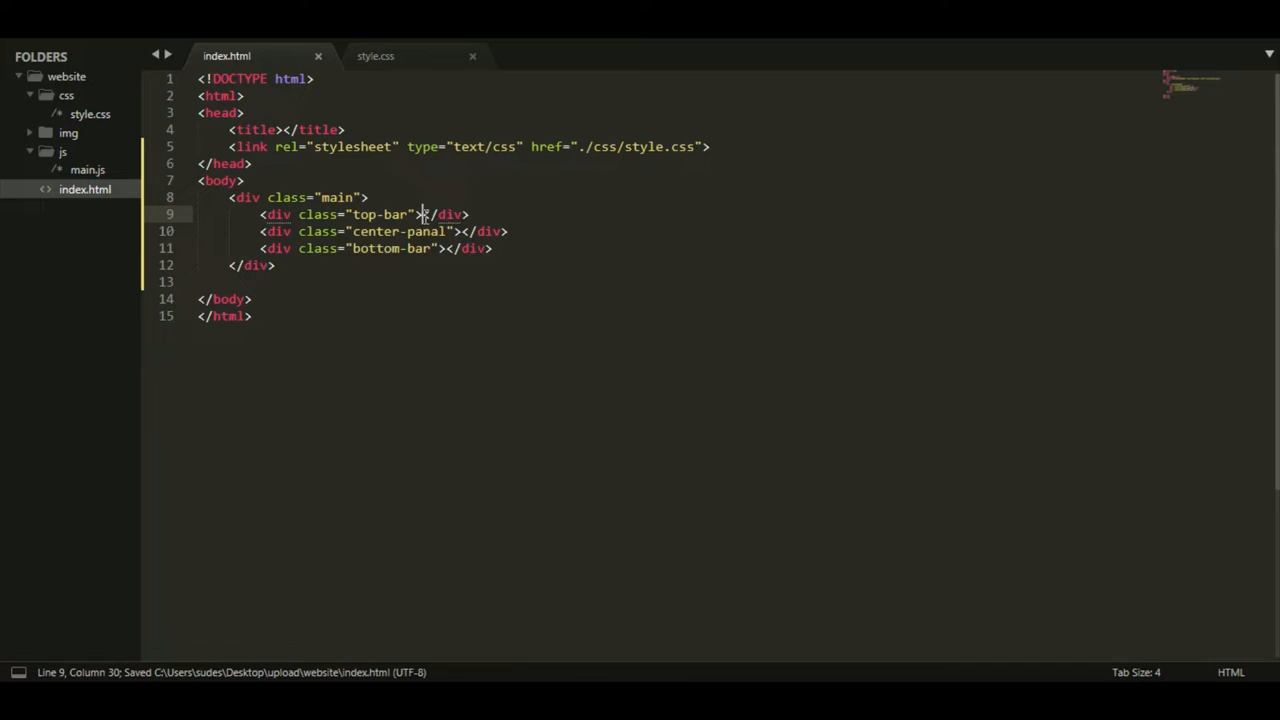 FOLDERS
website
css
/* style.css
img
js
/* main.js
<> index.html
index.html
style.css
1 <!DOCTYPE html>
2 <html>
3 <head>
4 <title></title>
5 <link rel="stylesheet" type="text/css" href="./css/style.css">
6 </head>
7 <body>
8 <div class="main">
9 <div class="top-bar"></div>
10 <div class="center-panal"></div>
11 <div class="bottom-bar"></div>
12 </div>
13
14 </body>
15 </html>
Line 9, Column 30; Saved C:\Users\sudes\Desktop\upload\website\index.html (UTF-8)
Tab Size: 4
HTML